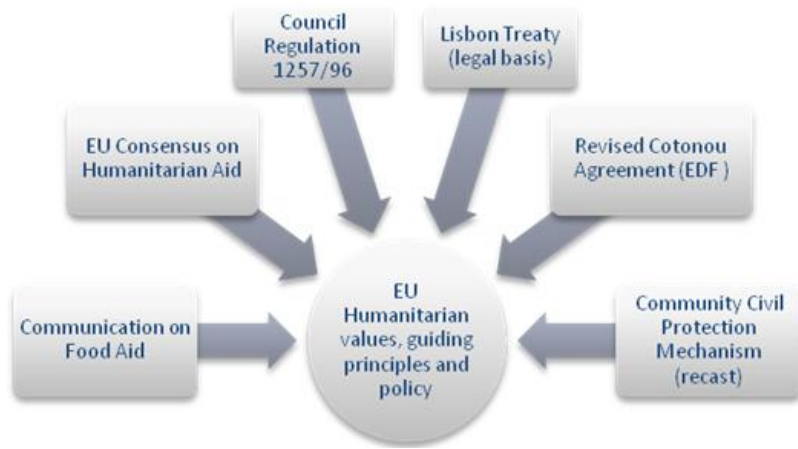 Council
Regulation
1257/96
Lisbon Treaty
(legal basis)
EU Consensus on
Humanitarian Aid
Revised Cotonou
Agreement (EDF )
Communication on
Food Aid
EU
Humanitarian
values, guiding
principles and
policy
Community Civil
Protection
Mechanism
(recast)